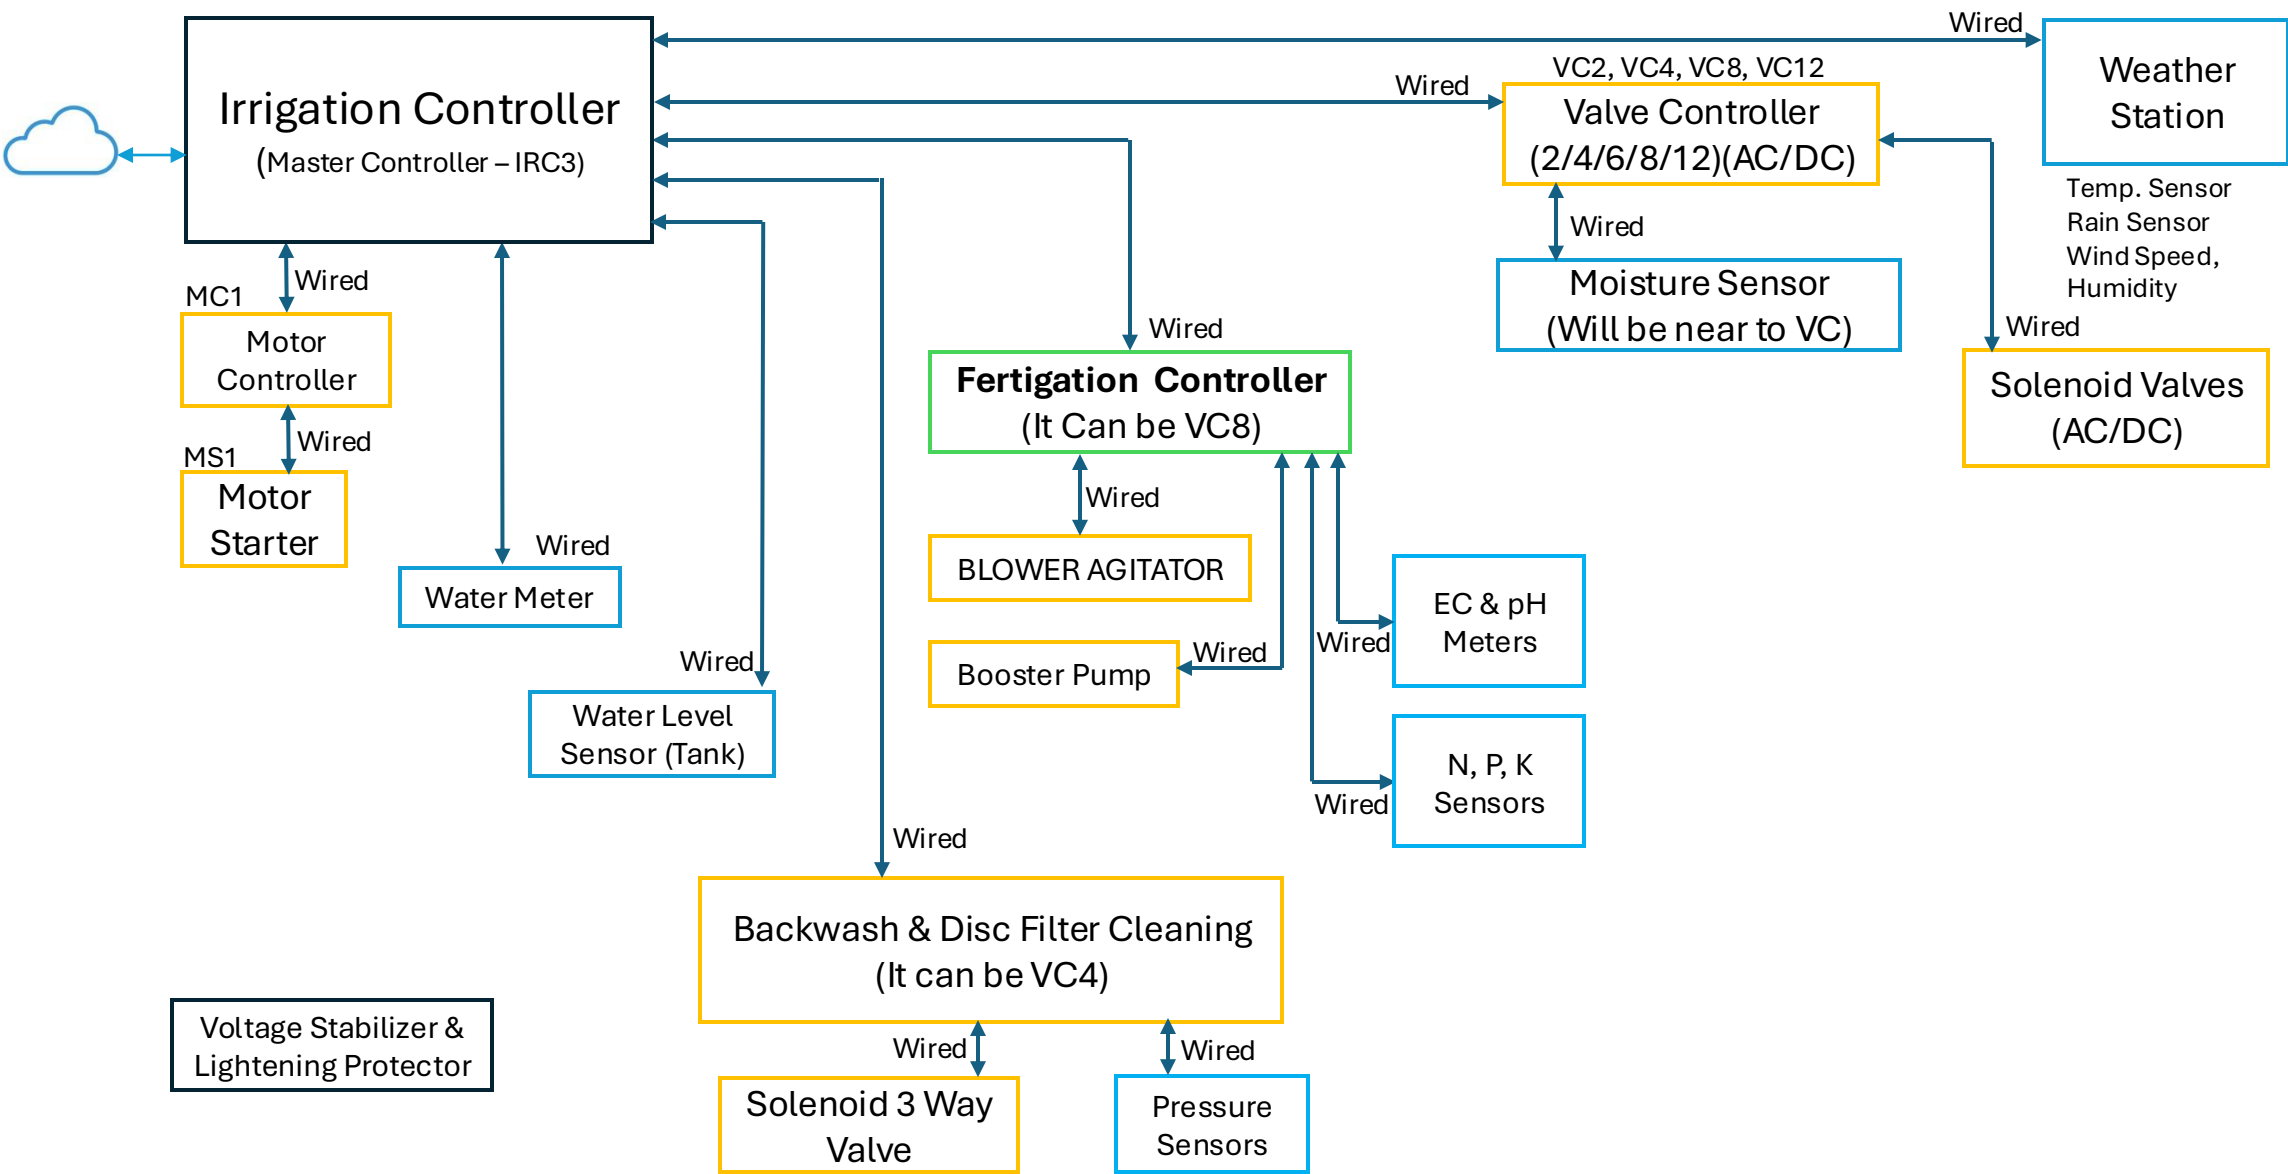 Wired
Weather
Station
Temp. Sensor
Rain Sensor
Wind Speed,
Humidity
Irrigation Controller
(Master Controller – IRC3)
Wired
VC2, VC4, VC8, VC12
Valve Controller
(2/4/6/8/12)(AC/DC)
Wired
Moisture Sensor
(Will be near to VC)
Wired
Solenoid Valves
(AC/DC)
Wired
MC1
Motor
Controller
Wired
MS1
Motor
Starter
Wired
Water Meter
Wired
Water Level
Sensor (Tank)
Wired
Fertigation Controller
(It Can be VC8)
Wired
BLOWER AGITATOR
Wired
Booster Pump
Wired
EC & pH
Meters
Wired
N, P, K
Sensors
Wired
Backwash & Disc Filter Cleaning
(It can be VC4)
Wired
Solenoid 3 Way
Valve
Wired
Pressure
Sensors
Voltage Stabilizer &
Lightening Protector